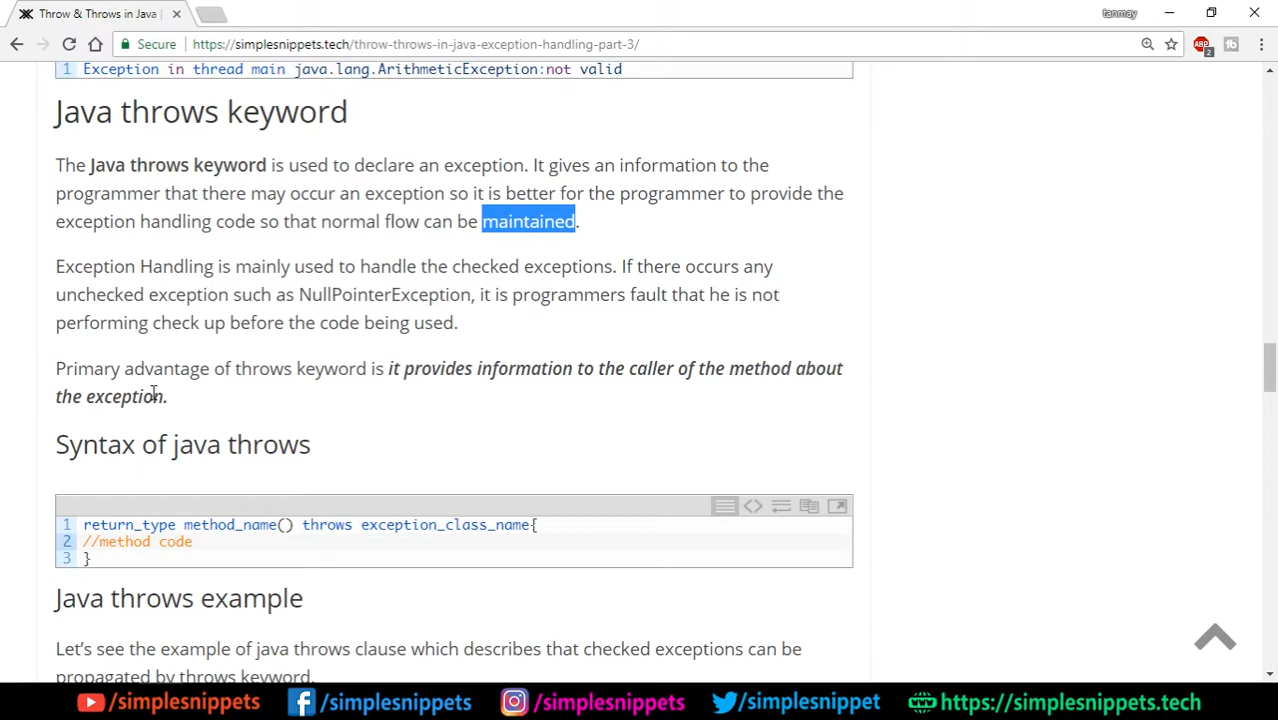 Throw & Throws in Java |
tanmay
Secure
https://simplesnippets.tech/throw-throws-in-java-exception-handling-part-3/
ABP
2
1 Exception in thread main java.lang.ArithmeticException:not valid
Java throws keyword
The Java throws keyword is used to declare an exception. It gives an information to the
programmer that there may occur an exception so it is better for the programmer to provide the
exception handling code so that normal flow can be maintained.
Exception Handling is mainly used to handle the checked exceptions. If there occurs any
unchecked exception such as NullPointerException, it is programmers fault that he is not
performing check up before the code being used.
Primary advantage of throws keyword is it provides information to the caller of the method about
the exception.
Syntax of java throws
1 return_type method_name() throws exception_class_name{
2 //method code
3 }
Java throws example
Let’s see the example of java throws clause which describes that checked exceptions can be
propagated by throws keyword.
/simplesnippets /simplesnippets /simplesnippets /simplesnippet https://simplesnippets.tech